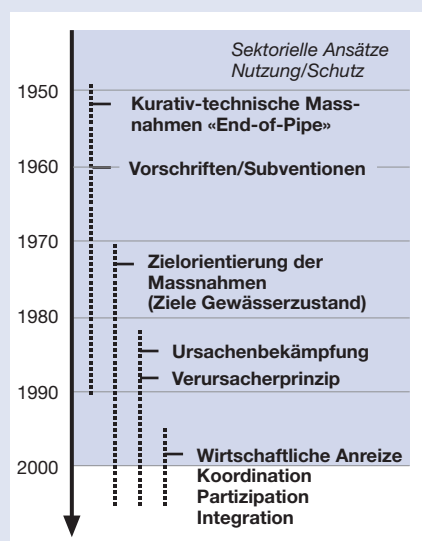 Sektorielle Ansätze
Nutzung/Schutz
1950
Kurativ-technische Mass-
nahmen «End-of-Pipe»
1960
Vorschriften/Subventionen
1970
Zielorientierung der
Massnahmen
(Ziele Gewässerzustand)
1980
Ursachenbekämpfung
Verursacherprinzip
1990
Wirtschaftliche Anreize
2000
Koordination
Partizipation
Integration